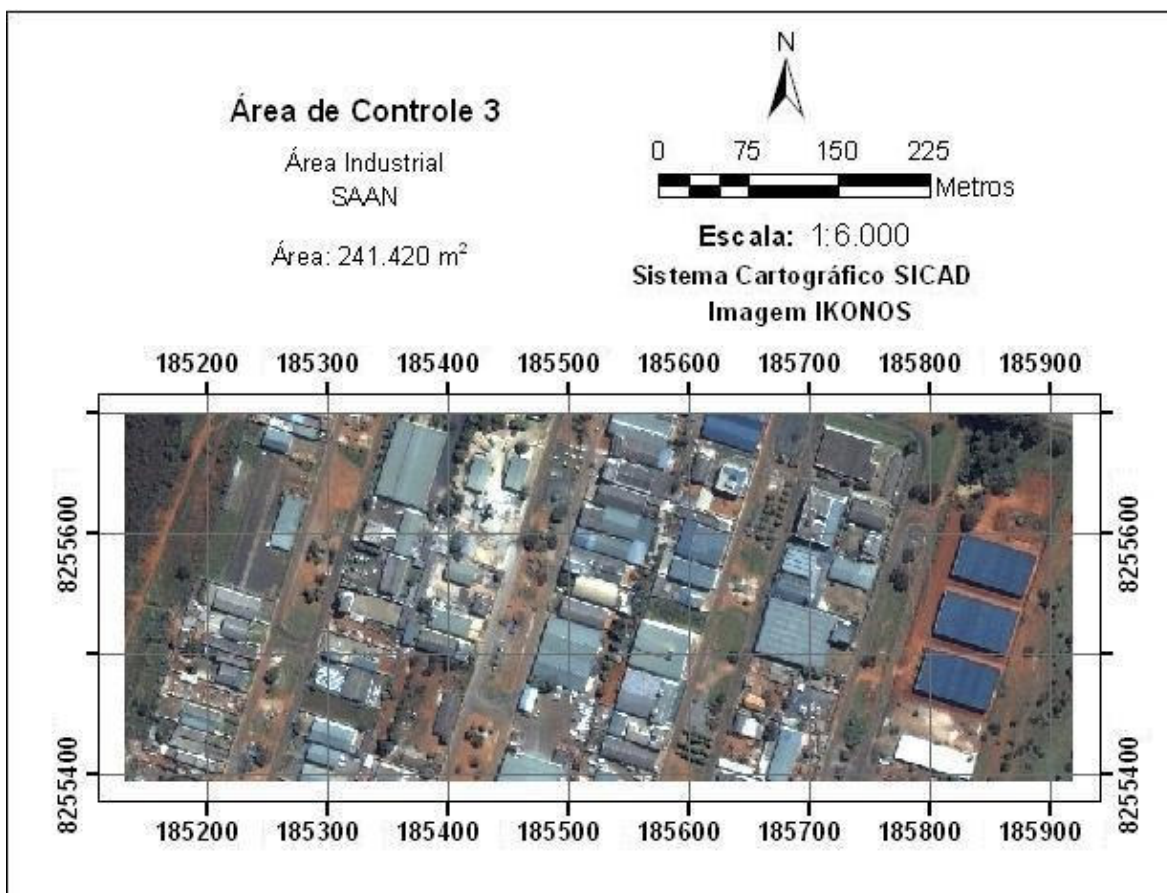 Área de Controle 3
Área Industrial
SAAN
Área: 241.420 m²
N
0 75 150 225
Metros
Escala: 1:6.000
Sistema Cartográfico SICAD
Imagem IKONOS
185200 185300 185400 185500 185600 185700 185800 185900
8255600 8255600
8255400 8255400
185200 185300 185400 185500 185600 185700 185800 185900